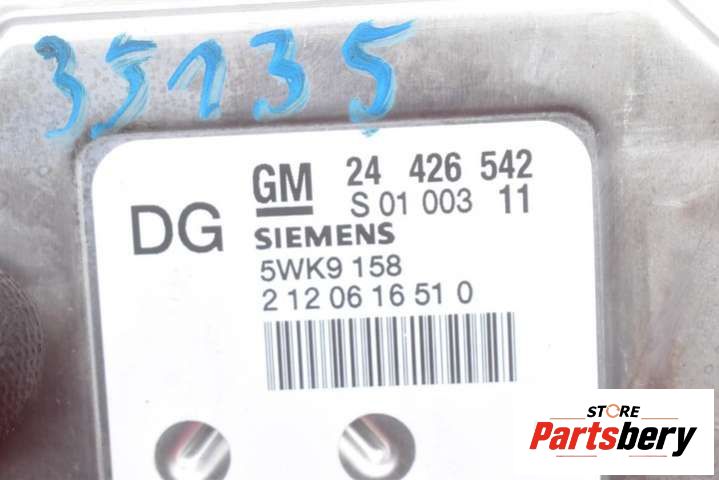 35135
GM 24 426 542
S 01 003 11
DG SIEMENS
5WK9 158
2 12 06 16 51 0
STORE
Partsbery